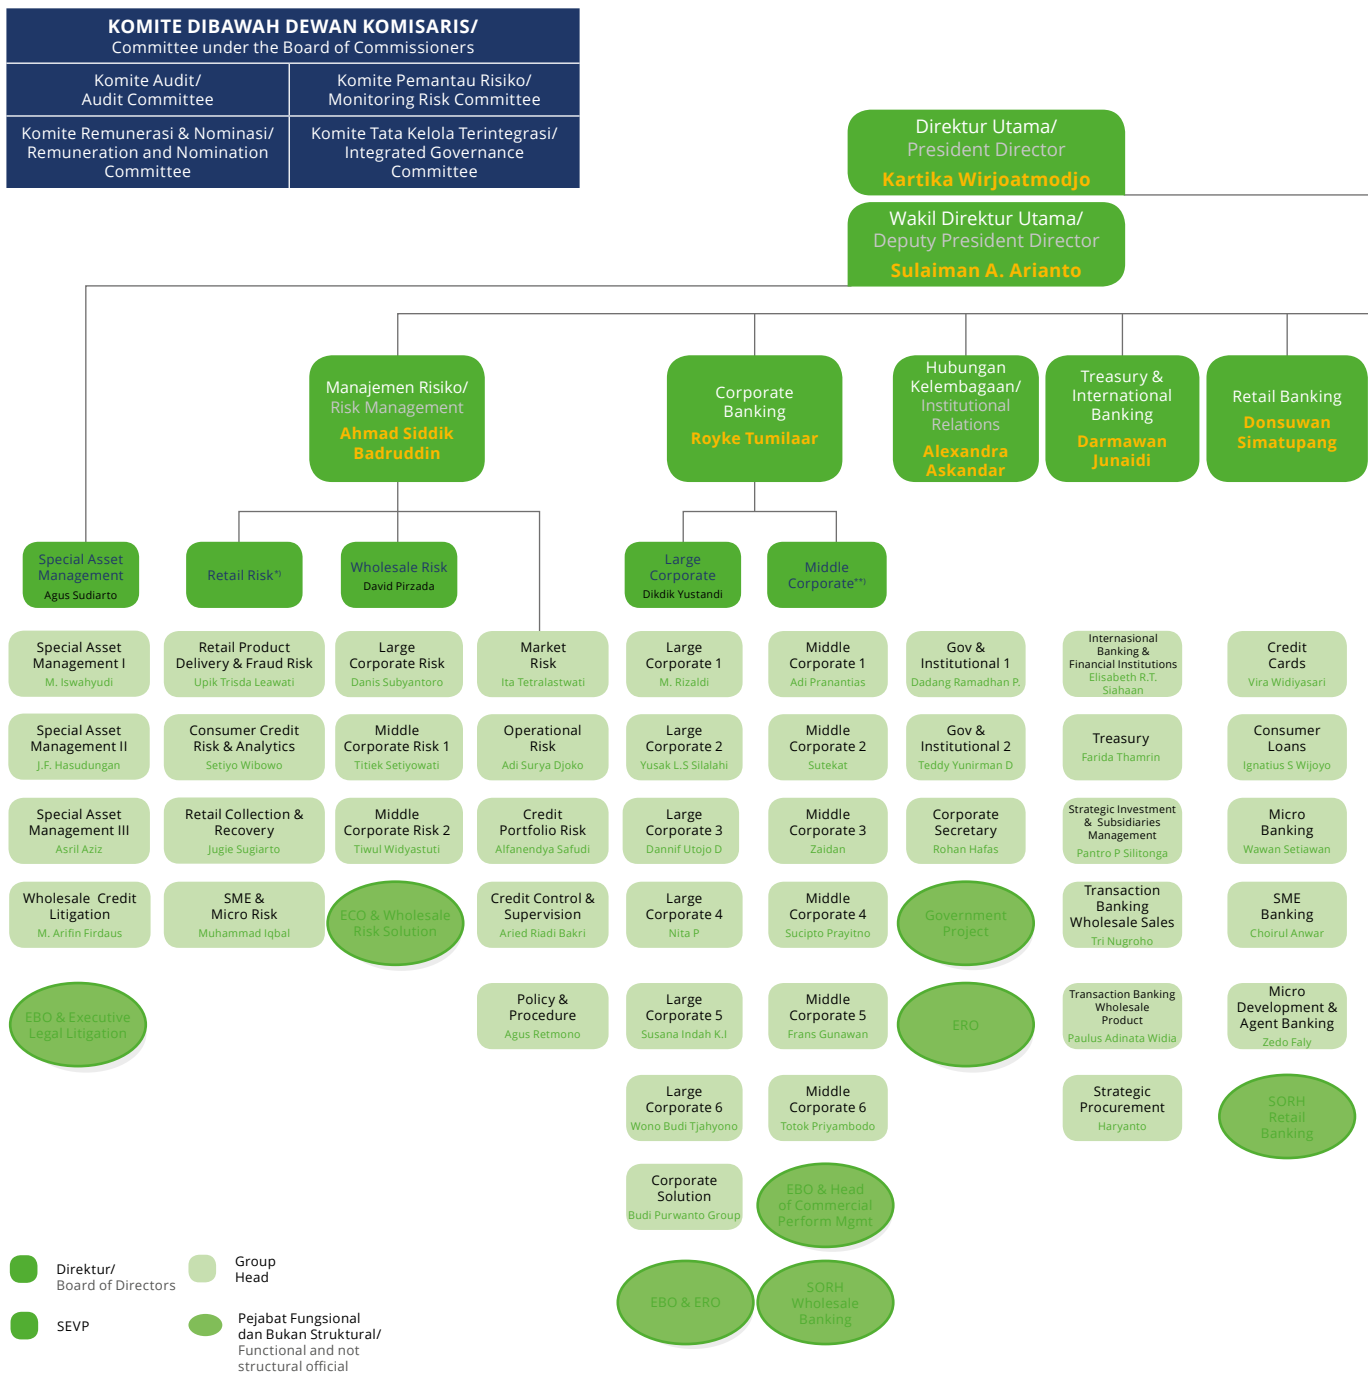 KOMITE DIBAWAH DEWAN KOMISARIS/
Committee under the Board of Commissioners
Komite Audit/
Audit Committee
Komite Pemantau Risiko/
Monitoring Risk Committee
Komite Remunerasi & Nominasi/
Remuneration and Nomination
Committee
Komite Tata Kelola Terintegrasi/
Integrated Governance
Committee
Direktur Utama/
President Director
Kartika Wirjoatmodjo
Wakil Direktur Utama/
Deputy President Director
Sulaiman A. Arianto
Manajemen Risiko/
Risk Management
Ahmad Siddik
Badruddin
Corporate
Banking
Royke Tumilaar
Hubungan
Kelembagaan/
Institutional
Relations
Alexandra
Askandar
Treasury &
International
Banking
Darmawan
Junaidi
Retail Banking
Donsuwan
Simatupang
Special Asset
Management
Agus Sudiarto
Retail Risk*)
Wholesale Risk
David Pirzada
Large
Corporate
Dikdik Yustandi
Middle
Corporate**)
Special Asset
Management I
M. Iswahyudi
Retail Product
Delivery & Fraud Risk
Upik Trisda Leawati
Large
Corporate Risk
Danis Subyantoro
Market
Risk
Ita Tetralastwati
Large
Corporate 1
M. Rizaldi
Middle
Corporate 1
Adi Pranantias
Gov &
Institutional 1
Dadang Ramadhan P.
Internasional
Banking &
Financial Institutions
Elisabeth R.T.
Siahaan
Credit
Cards
Vira Widiyasari
Special Asset
Management II
J.F. Hasudungan
Consumer Credit
Risk & Analytics
Setiyo Wibowo
Middle
Corporate Risk 1
Titiek Setiyowati
Operational
Risk
Adi Surya Djoko
Large
Corporate 2
Yusak L.S Silalahi
Middle
Corporate 2
Sutekat
Gov &
Institutional 2
Teddy Yunirman D
Treasury
Farida Thamrin
Consumer
Loans
Ignatius S Wijoyo
Special Asset
Management III
Asril Aziz
Retail Collection &
Recovery
Jugie Sugiarto
Middle
Corporate Risk 2
Tiwul Widyastuti
Credit
Portfolio Risk
Alfanendya Safudi
Large
Corporate 3
Dannif Utojo D
Middle
Corporate 3
Zaidan
Corporate
Secretary
Rohan Hafas
Strategic Investment
& Subsidiaries
Management
Pantro P Silitonga
Micro
Banking
Wawan Setiawan
Wholesale Credit
Litigation
M. Arifin Firdaus
SME &
Micro Risk
Muhammad Iqbal
ECO & Wholesale
Risk Solution
Credit Control &
Supervision
Aried Riadi Bakri
Large
Corporate 4
Nita P
Middle
Corporate 4
Sucipto Prayitno
Government
Project
Transaction
Banking
Wholesale Sales
Tri Nugroho
SME
Banking
Choirul Anwar
EBO & Executive
Legal Litigation
Policy &
Procedure
Agus Retmono
Large
Corporate 5
Susana Indah K.I
Middle
Corporate 5
Frans Gunawan
ERO
Transaction Banking
Wholesale
Product
Paulus Adinata Widia
Micro
Development &
Agent Banking
Zedo Faly
Large
Corporate 6
Wono Budi Tjahyono
Middle
Corporate 6
Totok Priyambodo
Strategic
Procurement
Haryanto
SORH
Retail
Banking
Corporate
Solution
Budi Purwanto Group
EBO & Head
of Commercial
Perform Mgmt
EBO & ERO
SORH
Wholesale
Banking
Direktur/
Board of Directors
Group
Head
SEVP
Pejabat Fungsional
dan Bukan Struktural/
Functional and not
structural official